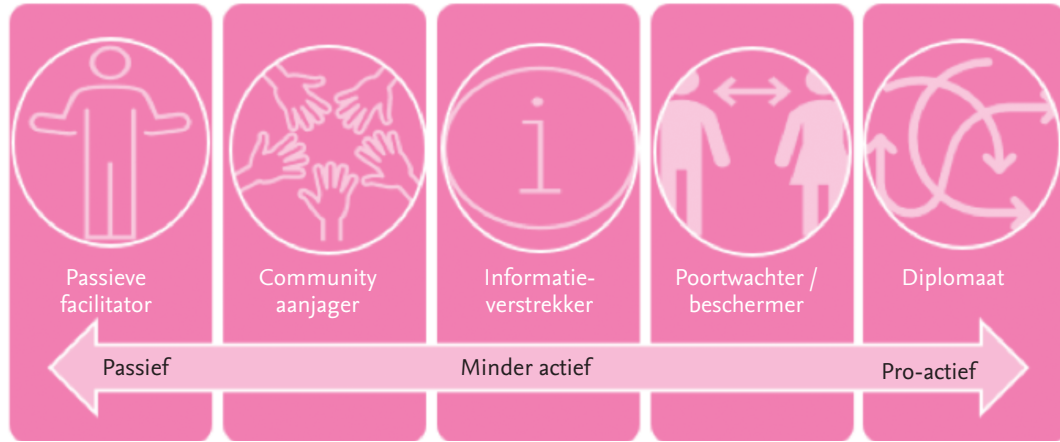 i
Passieve
facilitator
Community
aanjager
Informatie-
verstrekker
Poortwachter /
beschermer
Diplomaat
Passief
Minder actief
Pro-actief